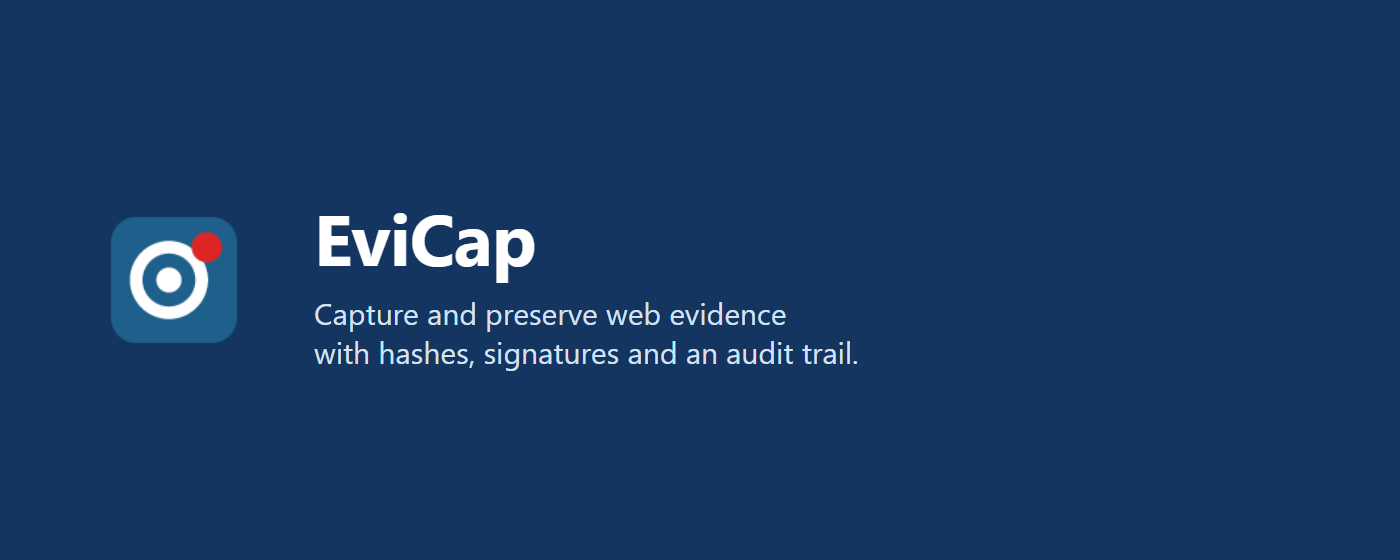 EviCap
Capture and preserve web evidence
with hashes, signatures and an audit trail.